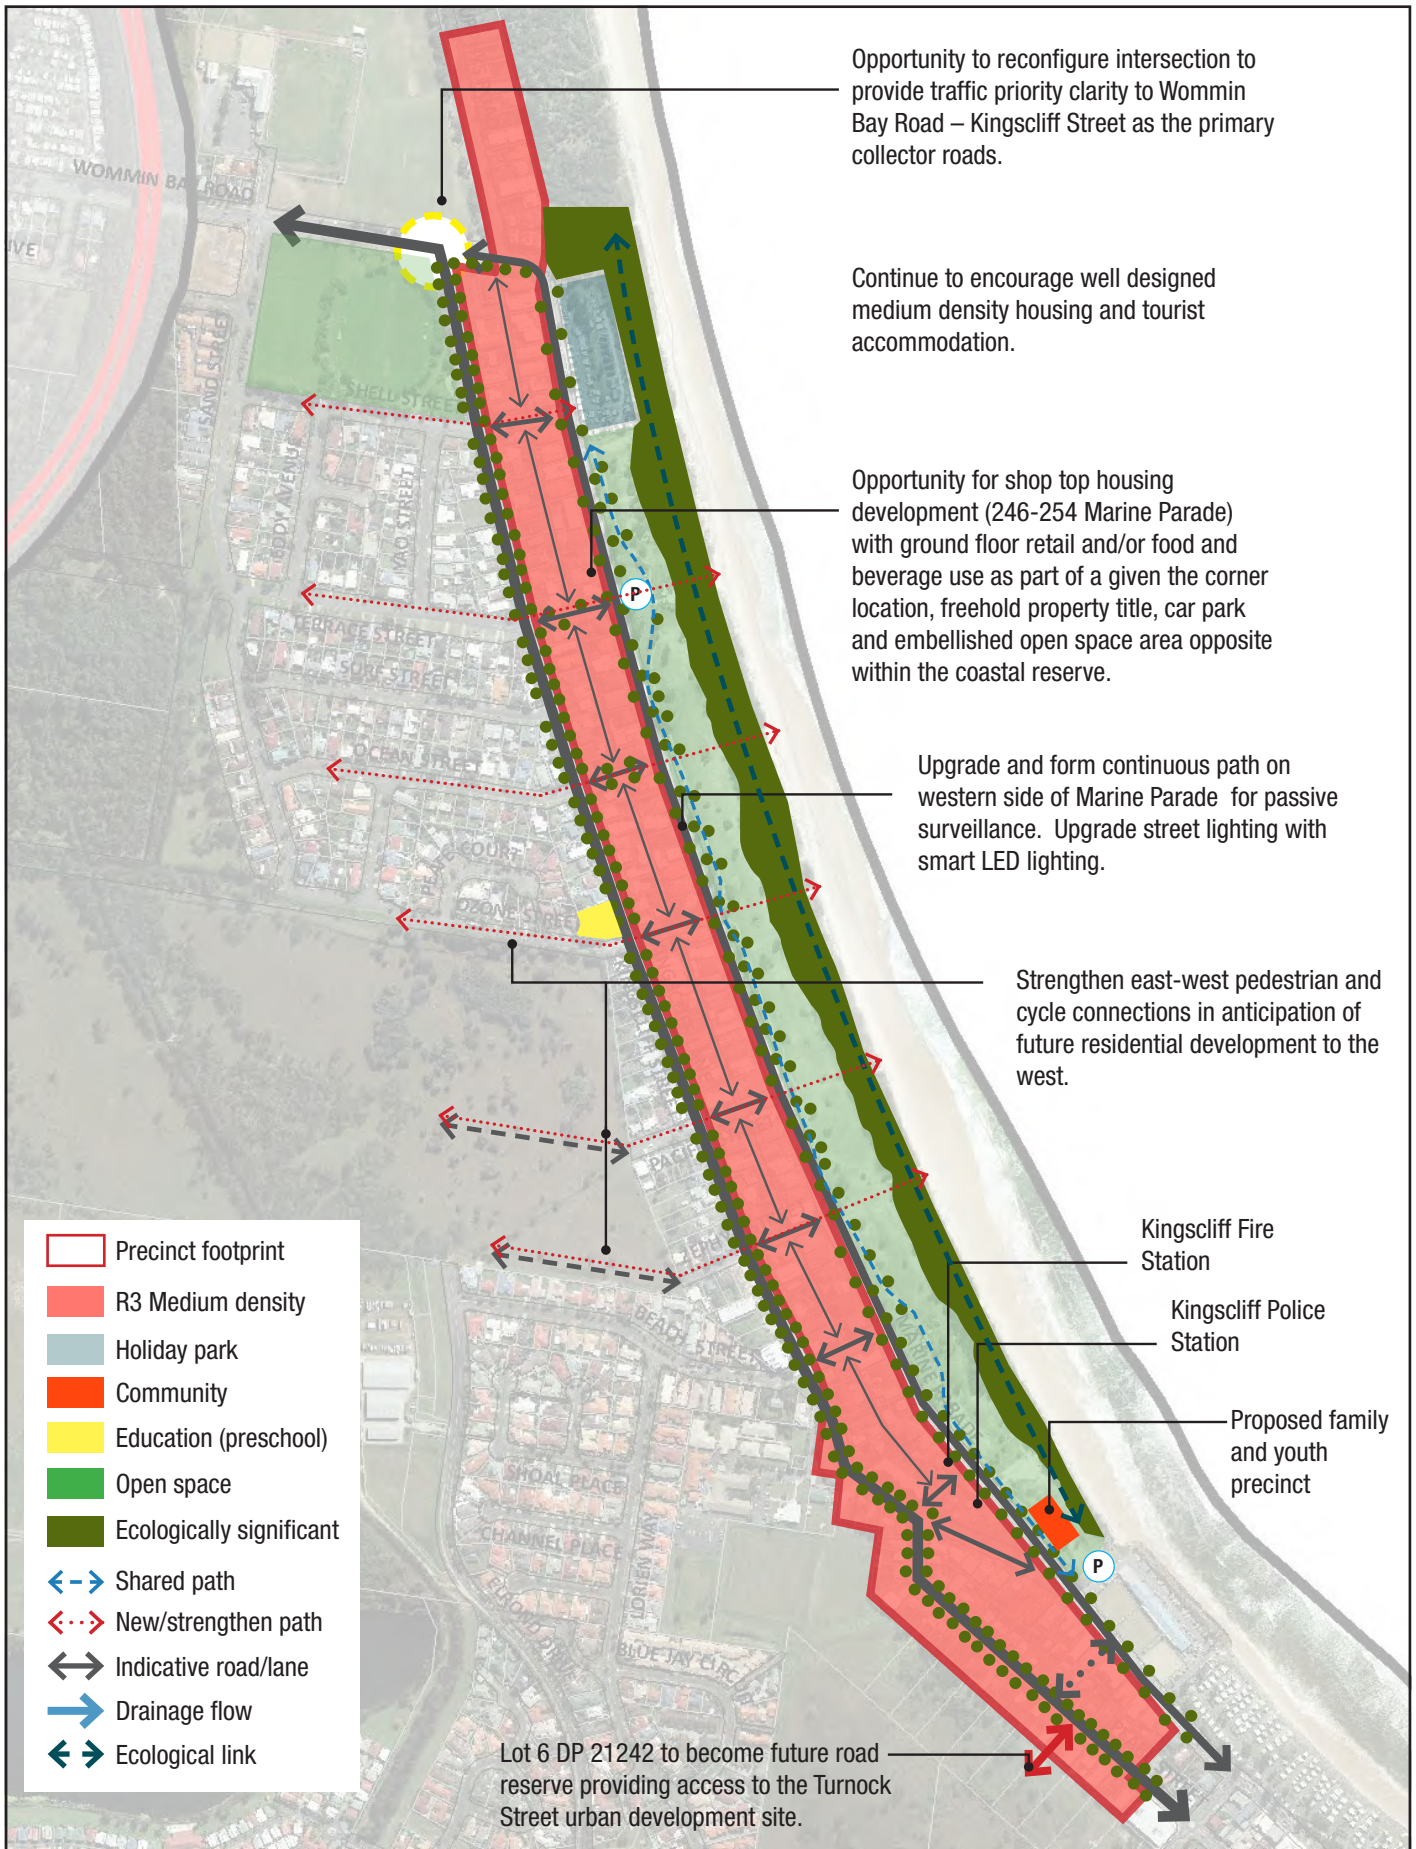 Opportunity to reconfigure intersection to
provide traffic priority clarity to Wommin
Bay Road – Kingscliff Street as the primary
collector roads.
WOMMIN BAY ROAD
Continue to encourage well designed
medium density housing and tourist
accommodation.
SAND STREET
SHELL STREET
Opportunity for shop top housing
development (246-254 Marine Parade)
with ground floor retail and/or food and
beverage use as part of a given the corner
location, freehold property title, car park
and embellished open space area opposite
within the coastal reserve.
P
TERRACE STREET
SURF STREET
OCEAN STREET
Upgrade and form continuous path on
western side of Marine Parade for passive
surveillance. Upgrade street lighting with
smart LED lighting.
PEARL COURT
OZONE STREET
Strengthen east-west pedestrian and
cycle connections in anticipation of
future residential development to the
west.
Kingscliff Fire
Station
Kingscliff Police
Station
BEACH STREET
Proposed family
and youth
precinct
SHOAL PLACE
CHANNEL PLACE
LORIEN WAY
BLUE JAY CIRC
P
Precinct footprint
R3 Medium density
Holiday park
Community
Education (preschool)
Open space
Ecologically significant
Shared path
New/strengthen path
Indicative road/lane
Drainage flow
Ecological link
Lot 6 DP 21242 to become future road
reserve providing access to the Turnock
Street urban development site.